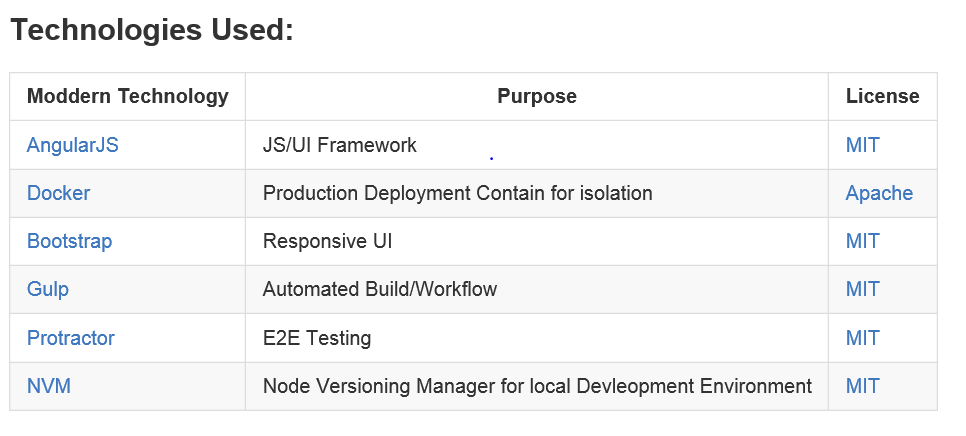 Technologies Used:
Moddern Technology Purpose License
AngularJS JS/UI Framework MIT
Docker Production Deployment Contain for isolation Apache
Bootstrap Responsive UI MIT
Gulp Automated Build/Workflow MIT
Protractor E2E Testing MIT
NVM Node Versioning Manager for local Devleopment Environment MIT